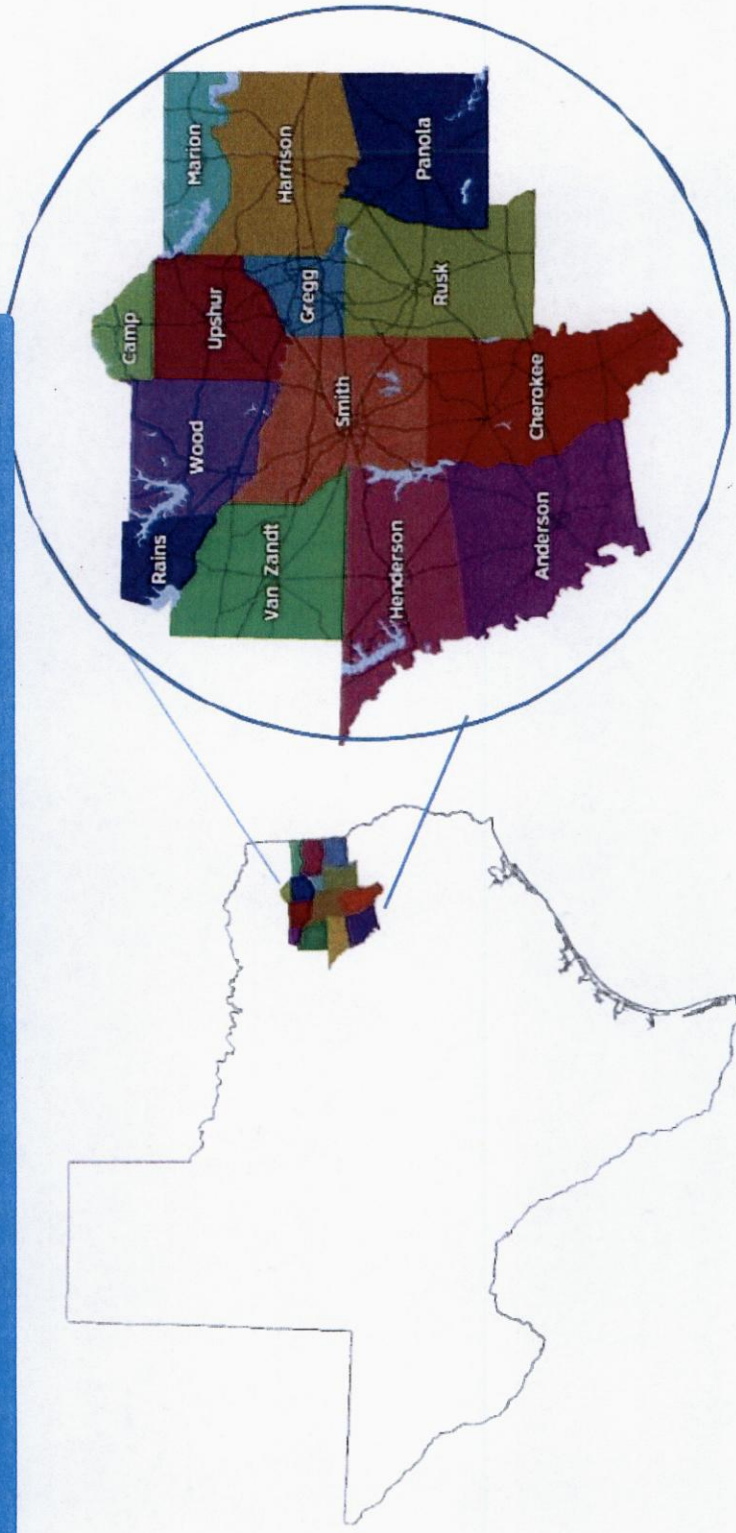 Marion
Camp
Harrison
Upshur
Wood
Rains
Gregg
Panola
Smith
Van Zandt
Rusk
Henderson
Cherokee
Anderson